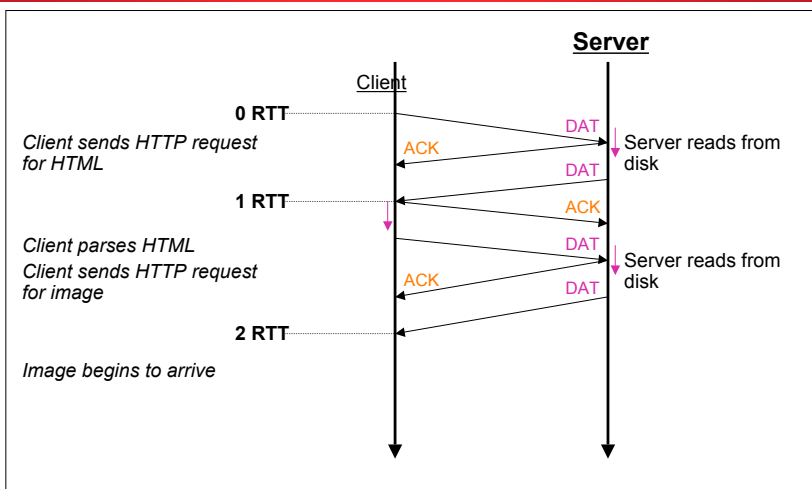 Server
Client
0 RTT
DAT
Client sends HTTP request
for HTML
ACK
Server reads from
disk
DAT
1 RTT
ACK
Client parses HTML
DAT
Server reads from
disk
Client sends HTTP request
for image
ACK
DAT
2 RTT
Image begins to arrive